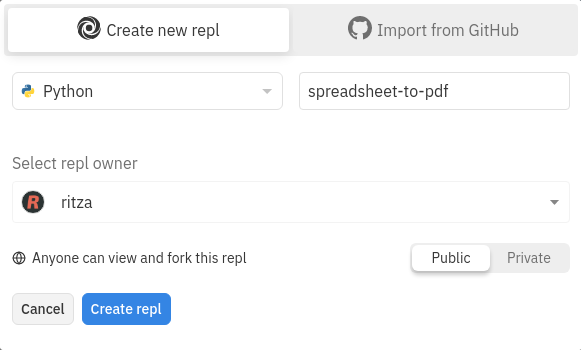 Create new repl
Import from GitHub
Python
spreadsheet-to-pdf
Select repl owner
R ritza
Anyone can view and fork this repl
Public
Private
Cancel
Create repl